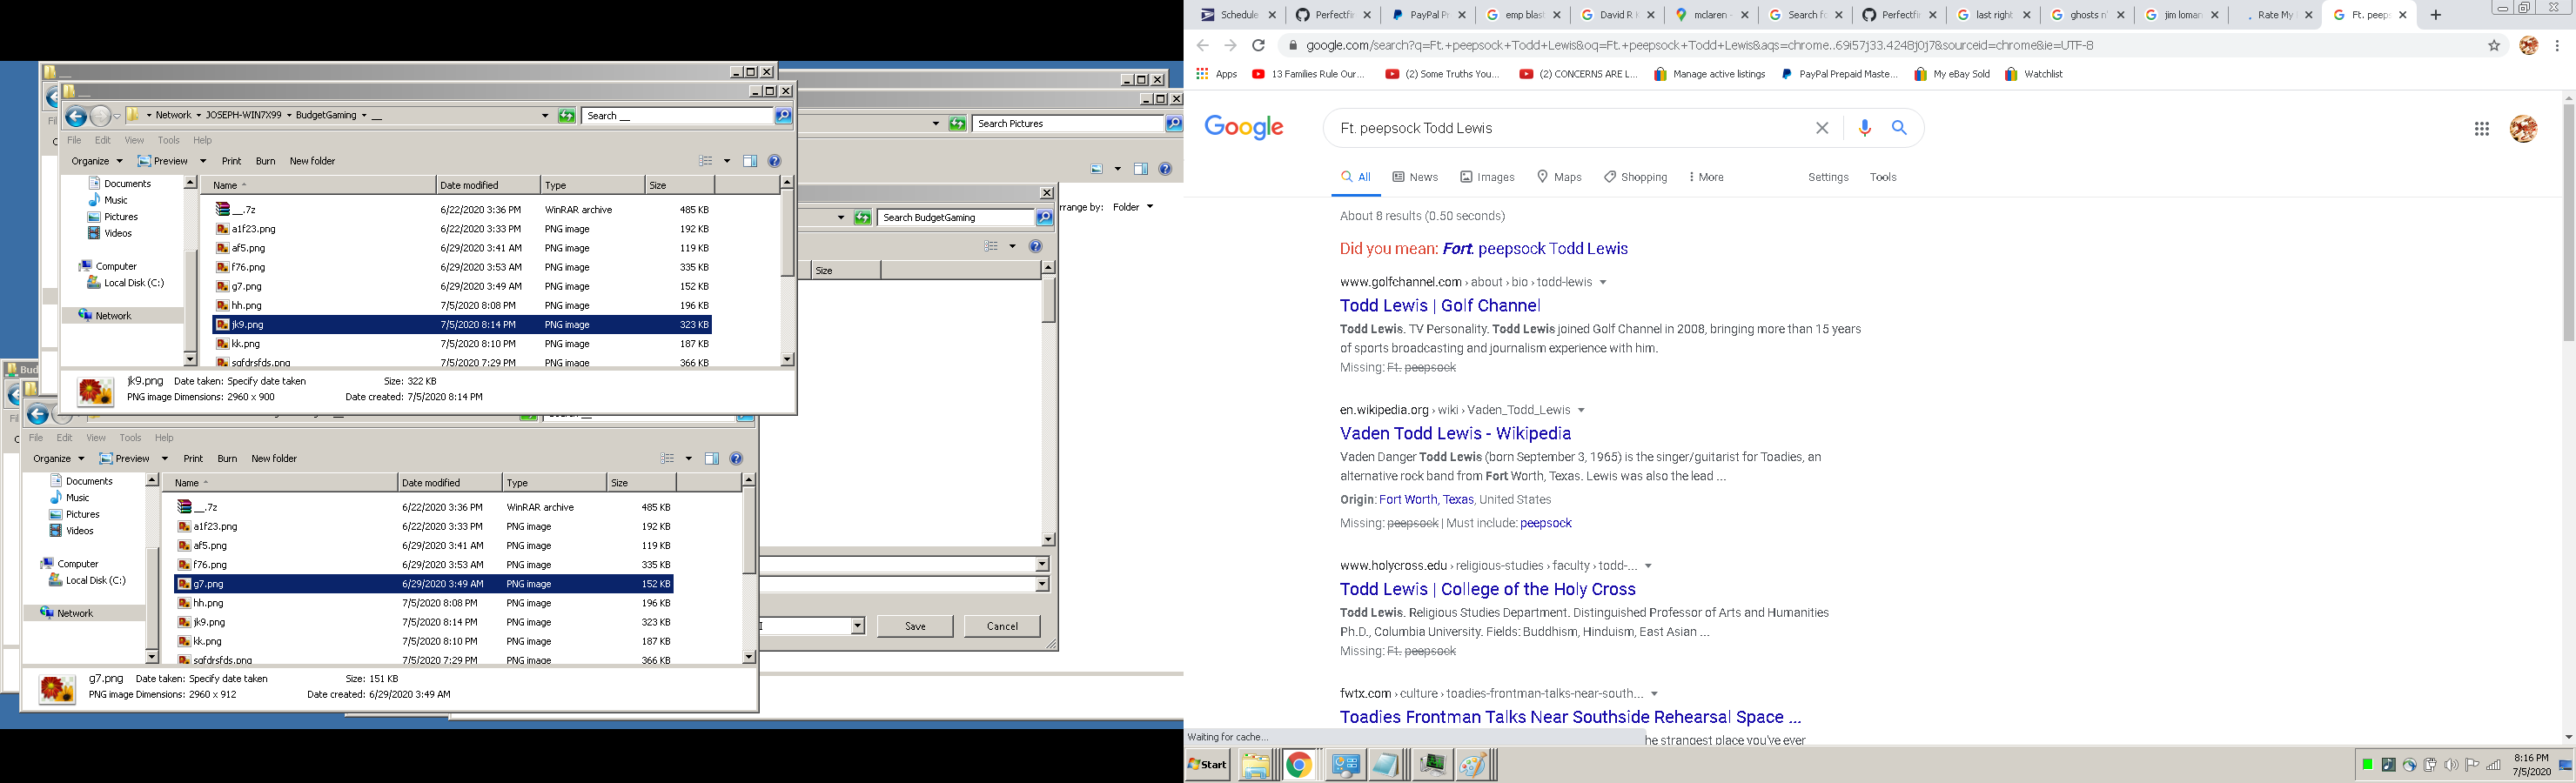 Search Pictures
Arrange by: Folder
Search BudgetGaming
Size
Save
Cancel
Network
JOSEPH-WIN7X99
BudgetGaming
__
Search __
File Edit View Tools Help
Organize Preview Print Burn New folder
Documents
Music
Pictures
Videos
Computer
Local Disk (C:)
Network
Name Date modified Type Size
__.7z 6/22/2020 3:36 PM WinRAR archive 485 KB
a1f23.png 6/22/2020 3:33 PM PNG image 192 KB
af5.png 6/29/2020 3:41 AM PNG image 119 KB
f76.png 6/29/2020 3:53 AM PNG image 335 KB
g7.png 6/29/2020 3:49 AM PNG image 152 KB
hh.png 7/5/2020 8:08 PM PNG image 196 KB
jk9.png 7/5/2020 8:14 PM PNG image 323 KB
kk.png 7/5/2020 8:10 PM PNG image 187 KB
sgfdrsfds.png 7/5/2020 7:29 PM PNG image 366 KB
jk9.png Date taken: Specify date taken Size: 322 KB
PNG image Dimensions: 2960 x 900 Date created: 7/5/2020 8:14 PM
File Edit View Tools Help
Organize Preview Print Burn New folder
Documents
Music
Pictures
Videos
Computer
Local Disk (C:)
Network
Name Date modified Type Size
__.7z 6/22/2020 3:36 PM WinRAR archive 485 KB
a1f23.png 6/22/2020 3:33 PM PNG image 192 KB
af5.png 6/29/2020 3:41 AM PNG image 119 KB
f76.png 6/29/2020 3:53 AM PNG image 335 KB
g7.png 6/29/2020 3:49 AM PNG image 152 KB
hh.png 7/5/2020 8:08 PM PNG image 196 KB
jk9.png 7/5/2020 8:14 PM PNG image 323 KB
kk.png 7/5/2020 8:10 PM PNG image 187 KB
sgfdrsfds.png 7/5/2020 7:29 PM PNG image 366 KB
g7.png Date taken: Specify date taken Size: 151 KB
PNG image Dimensions: 2960 x 912 Date created: 6/29/2020 3:49 AM
Schedule Perfectfi PayPal Pr emp blast David R mclaren - Search fo Perfectfi last right ghosts n' jim loman Rate My Ft. peeps
google.com/search?q=Ft.+peepsock+Todd+Lewis&oq=Ft.+peepsock+Todd+Lewis&aqs=chrome..69i57j33.4248j0j7&sourceid=chrome&ie=UTF-8
Apps 13 Families Rule Our... (2) Some Truths You... (2) CONCERNS ARE L... Manage active listings PayPal Prepaid Maste... My eBay Sold Watchlist
Google
Ft. peepsock Todd Lewis
All News Images Maps Shopping More Settings Tools
About 8 results (0.50 seconds)
Did you mean: Fort. peepsock Todd Lewis
www.golfchannel.com › about › bio › todd-lewis
Todd Lewis | Golf Channel
Todd Lewis. TV Personality. Todd Lewis joined Golf Channel in 2008, bringing more than 15 years
of sports broadcasting and journalism experience with him.
Missing: Ft. peepsock
en.wikipedia.org › wiki › Vaden_Todd_Lewis
Vaden Todd Lewis - Wikipedia
Vaden Danger Todd Lewis (born September 3, 1965) is the singer/guitarist for Toadies, an
alternative rock band from Fort Worth, Texas. Lewis was also the lead ...
Origin: Fort Worth, Texas, United States
Missing: peepsock | Must include: peepsock
www.holycross.edu › religious-studies › faculty › todd-...
Todd Lewis | College of the Holy Cross
Todd Lewis. Religious Studies Department. Distinguished Professor of Arts and Humanities
Ph.D., Columbia University. Fields: Buddhism, Hinduism, East Asian ...
Missing: Ft. peepsock
fwtx.com › culture › toadies-frontman-talks-near-south...
Toadies Frontman Talks Near Southside Rehearsal Space ...
he strangest place you've ever
Waiting for cache...
Start
8:16 PM
7/5/2020